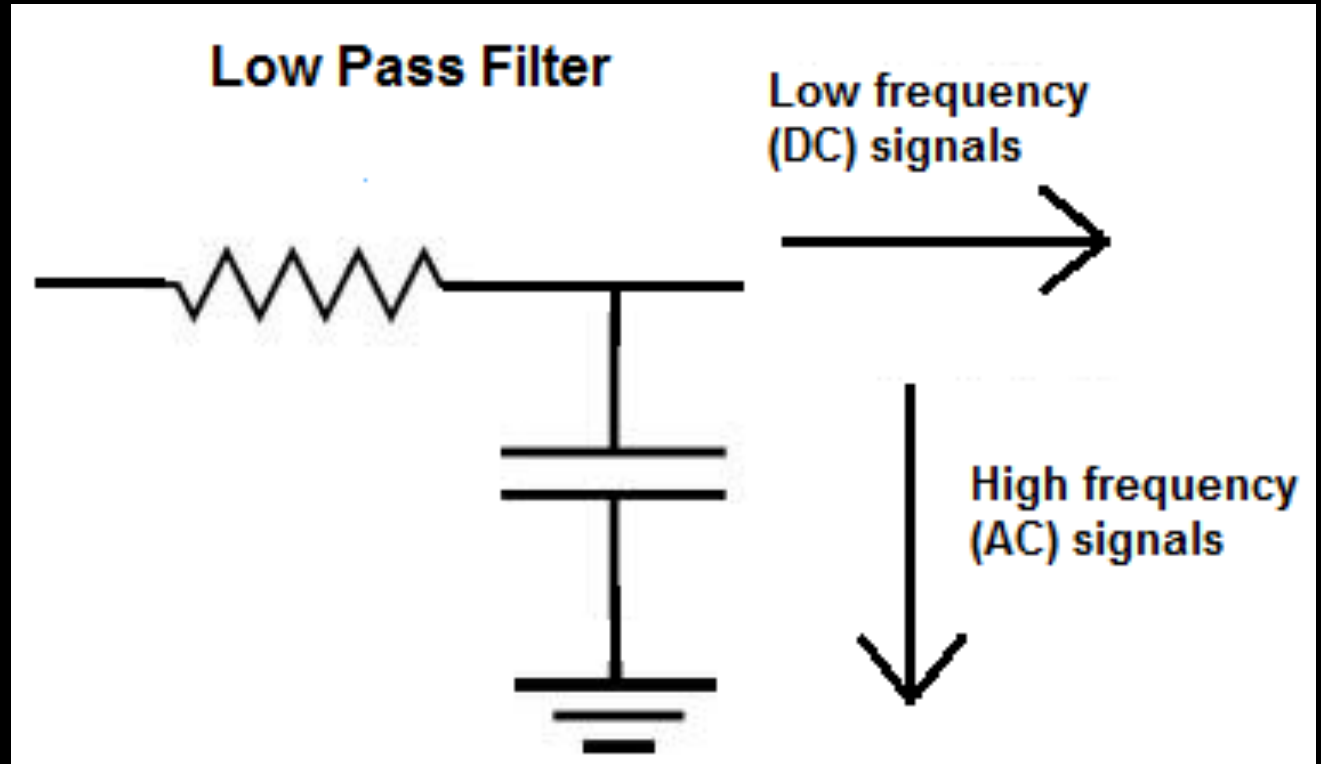 Low Pass Filter
Low frequency
(DC) signals
High frequency
(AC) signals